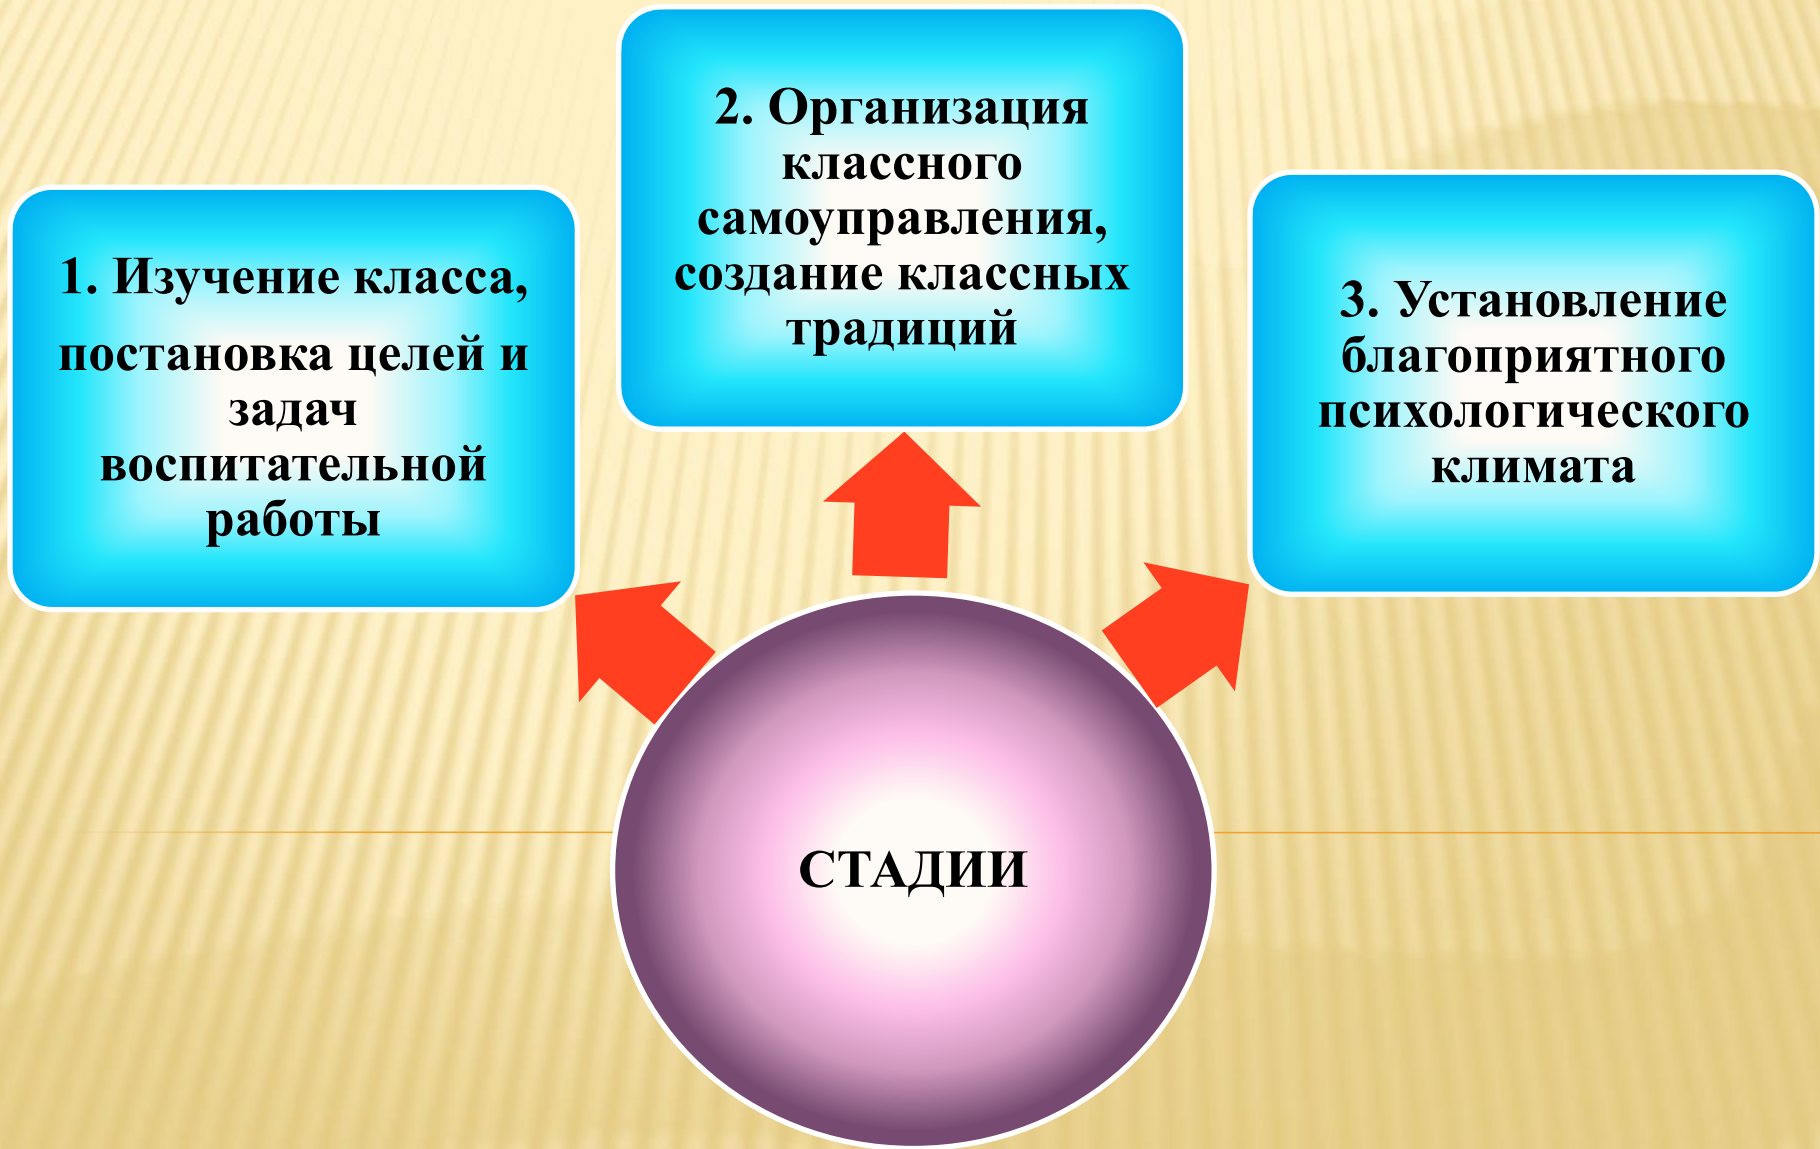 1. Изучение класса,
постановка целей и
задач
воспитательной
работы
2. Организация
классного
самоуправления,
создание классных
традиций
3. Установление
благоприятного
психологического
климата
СТАДИИ